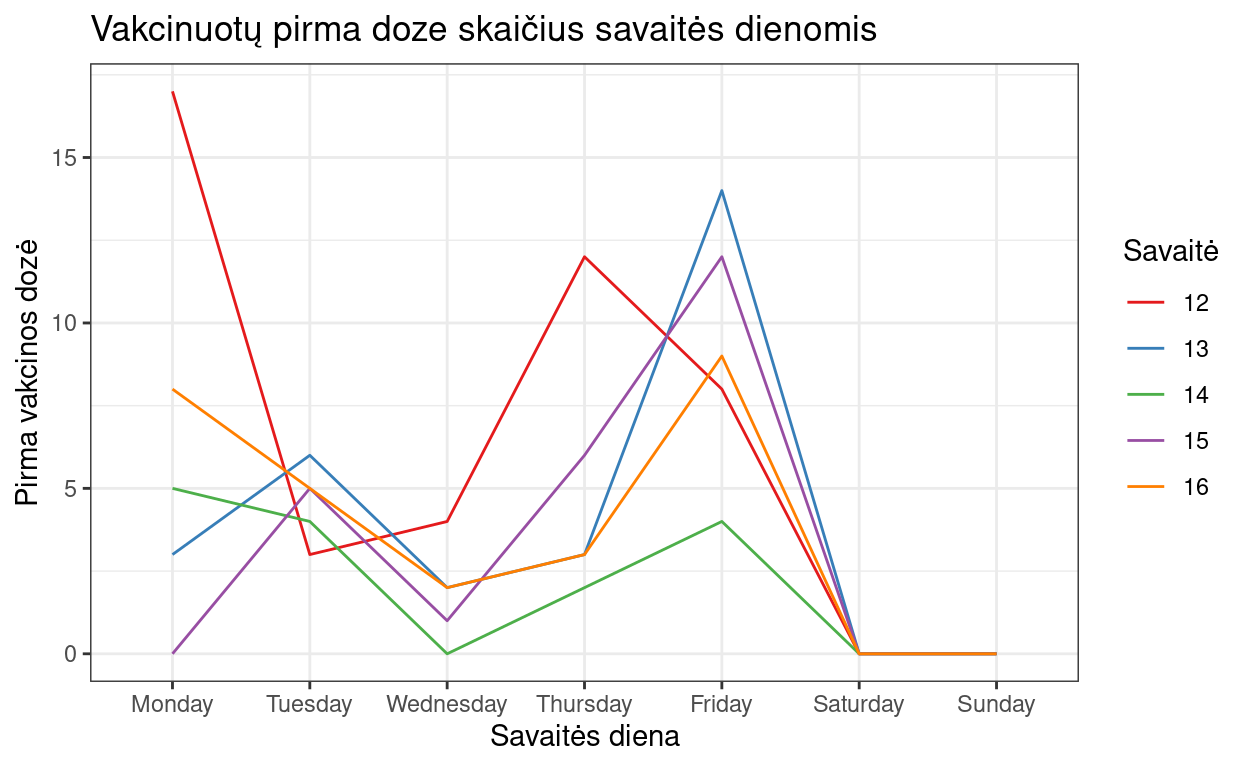 Vakcinuotų pirma doze skaičius savaitės dienomis
Pirma vakcinos dozė
15
10
5
0
Monday Tuesday Wednesday Thursday Friday Saturday Sunday
Savaitės diena
Savaitė
12
13
14
15
16